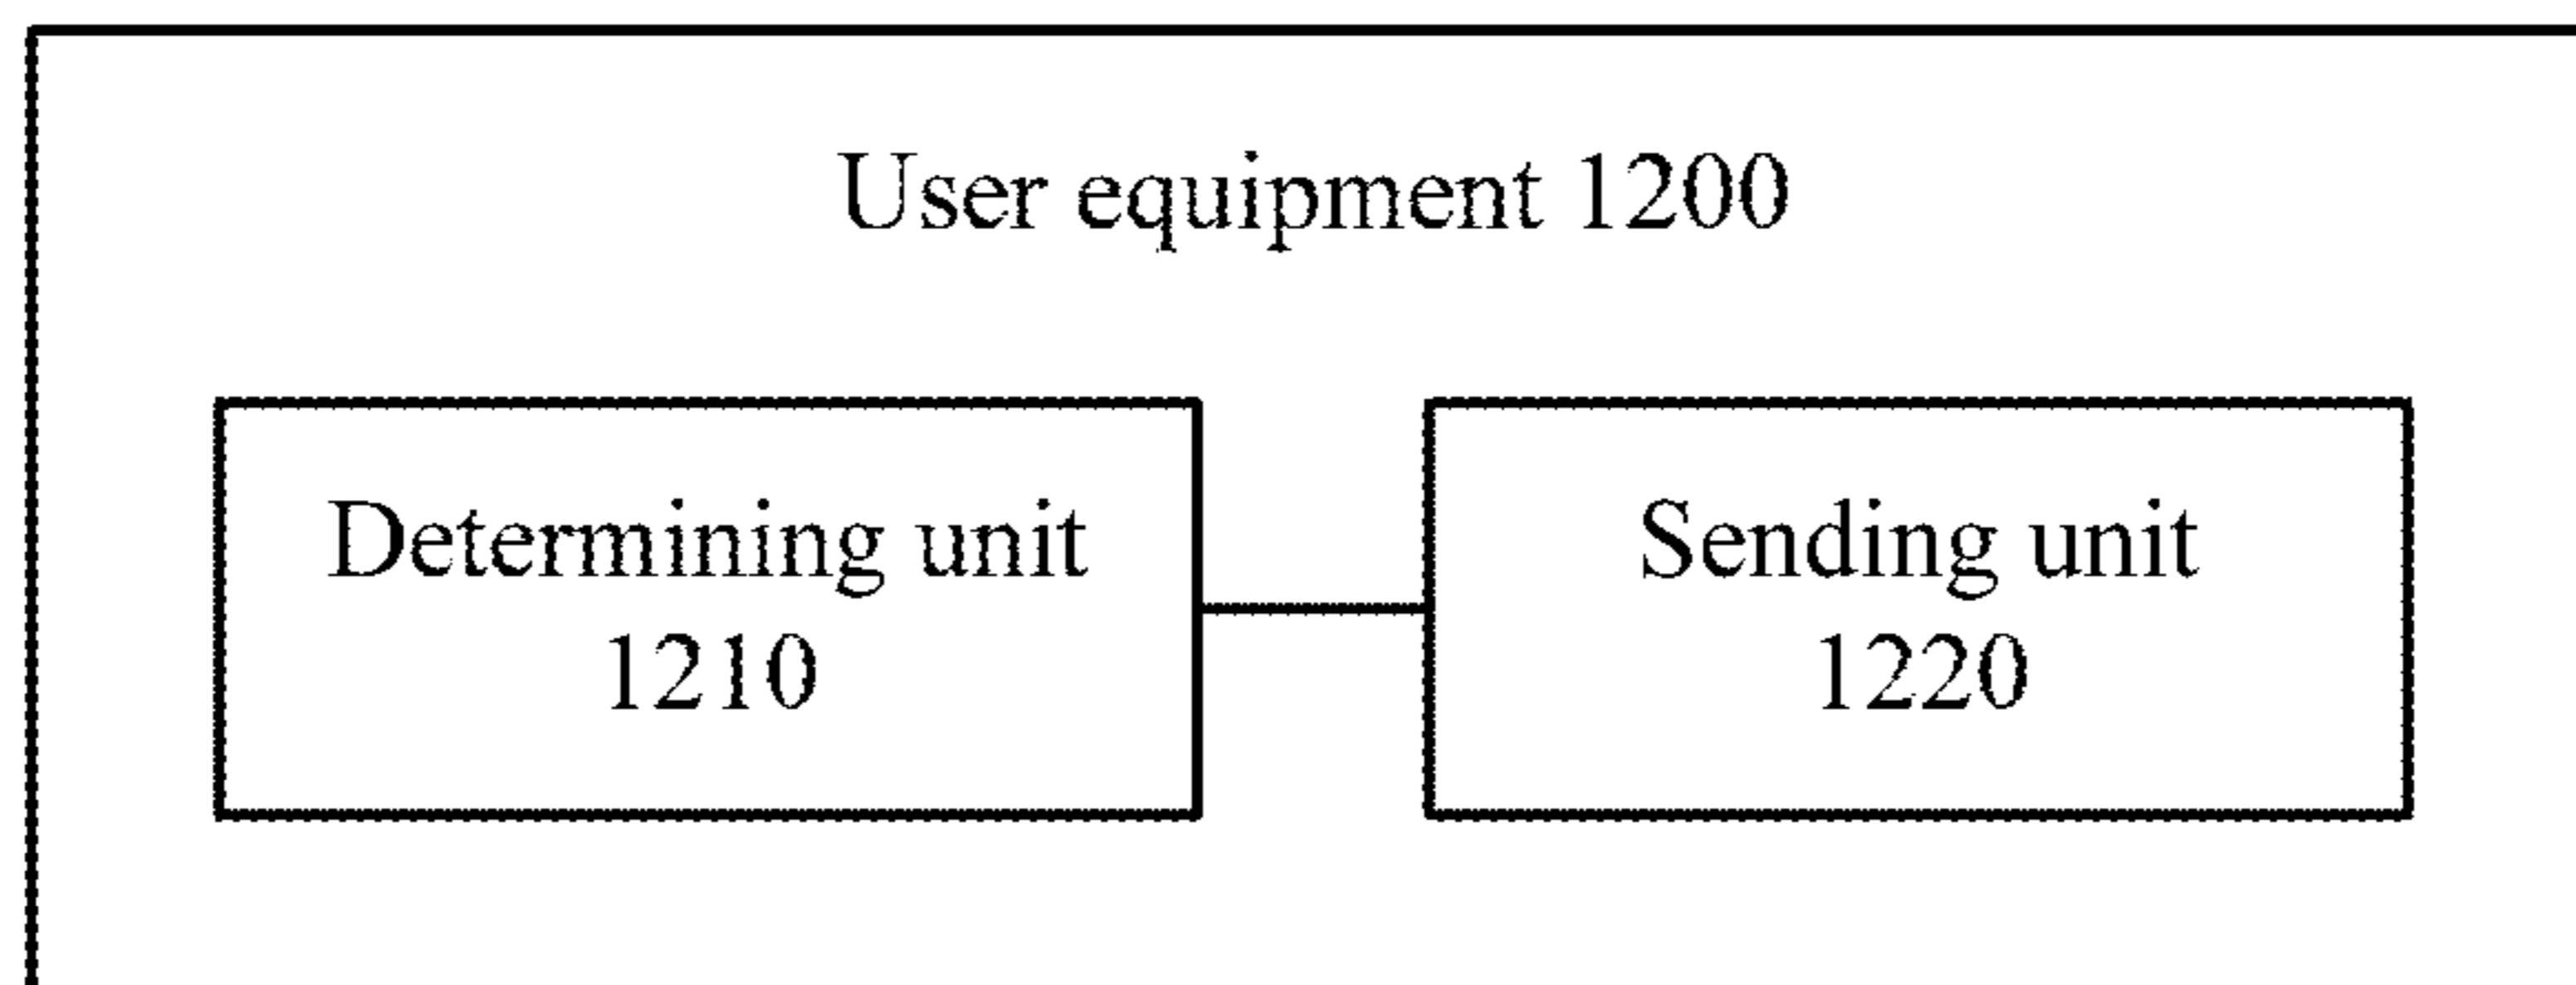 User equipment 1200
Determining unit
1210
Sending unit
1220